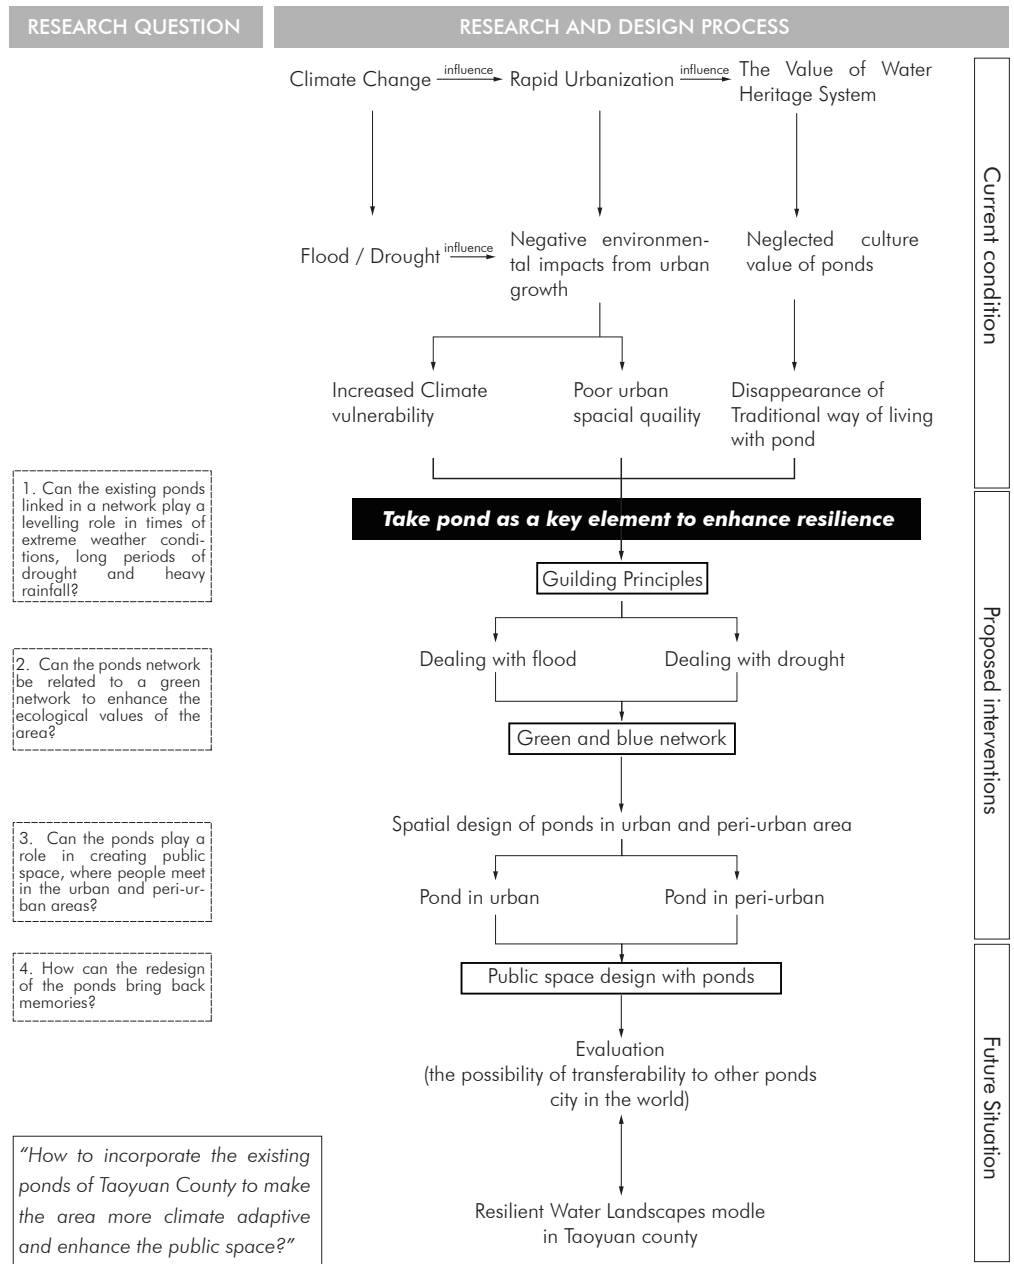 RESEARCH QUESTION
RESEARCH AND DESIGN PROCESS
Climate Change
influence
Rapid Urbanization
influence
The Value of Water
Heritage System
Flood / Drought
influence
Negative environmen-
tal impacts from urban
growth
Neglected culture
value of ponds
Increased Climate
vulnerability
Poor urban
spacial quaility
Disappearance of
Traditional way of living
with pond
Current condition
1. Can the existing ponds
linked in a network play a
levelling role in times of
extreme weather condi-
tions, long periods of
drought and heavy
rainfall?
Take pond as a key element to enhance resilience
Guilding Principles
Dealing with flood
Dealing with drought
2. Can the ponds network
be related to a green
network to enhance the
ecological values of the
area?
Green and blue network
Proposed interventions
Spatial design of ponds in urban and peri-urban area
3. Can the ponds play a
role in creating public
space, where people meet
in the urban and peri-ur-
ban areas?
Pond in urban
Pond in peri-urban
4. How can the redesign
of the ponds bring back
memories?
Public space design with ponds
Evaluation
(the possibility of transferability to other ponds
city in the world)
Future Situation
"How to incorporate the existing
ponds of Taoyuan County to make
the area more climate adaptive
and enhance the public space?"
Resilient Water Landscapes modle
in Taoyuan county